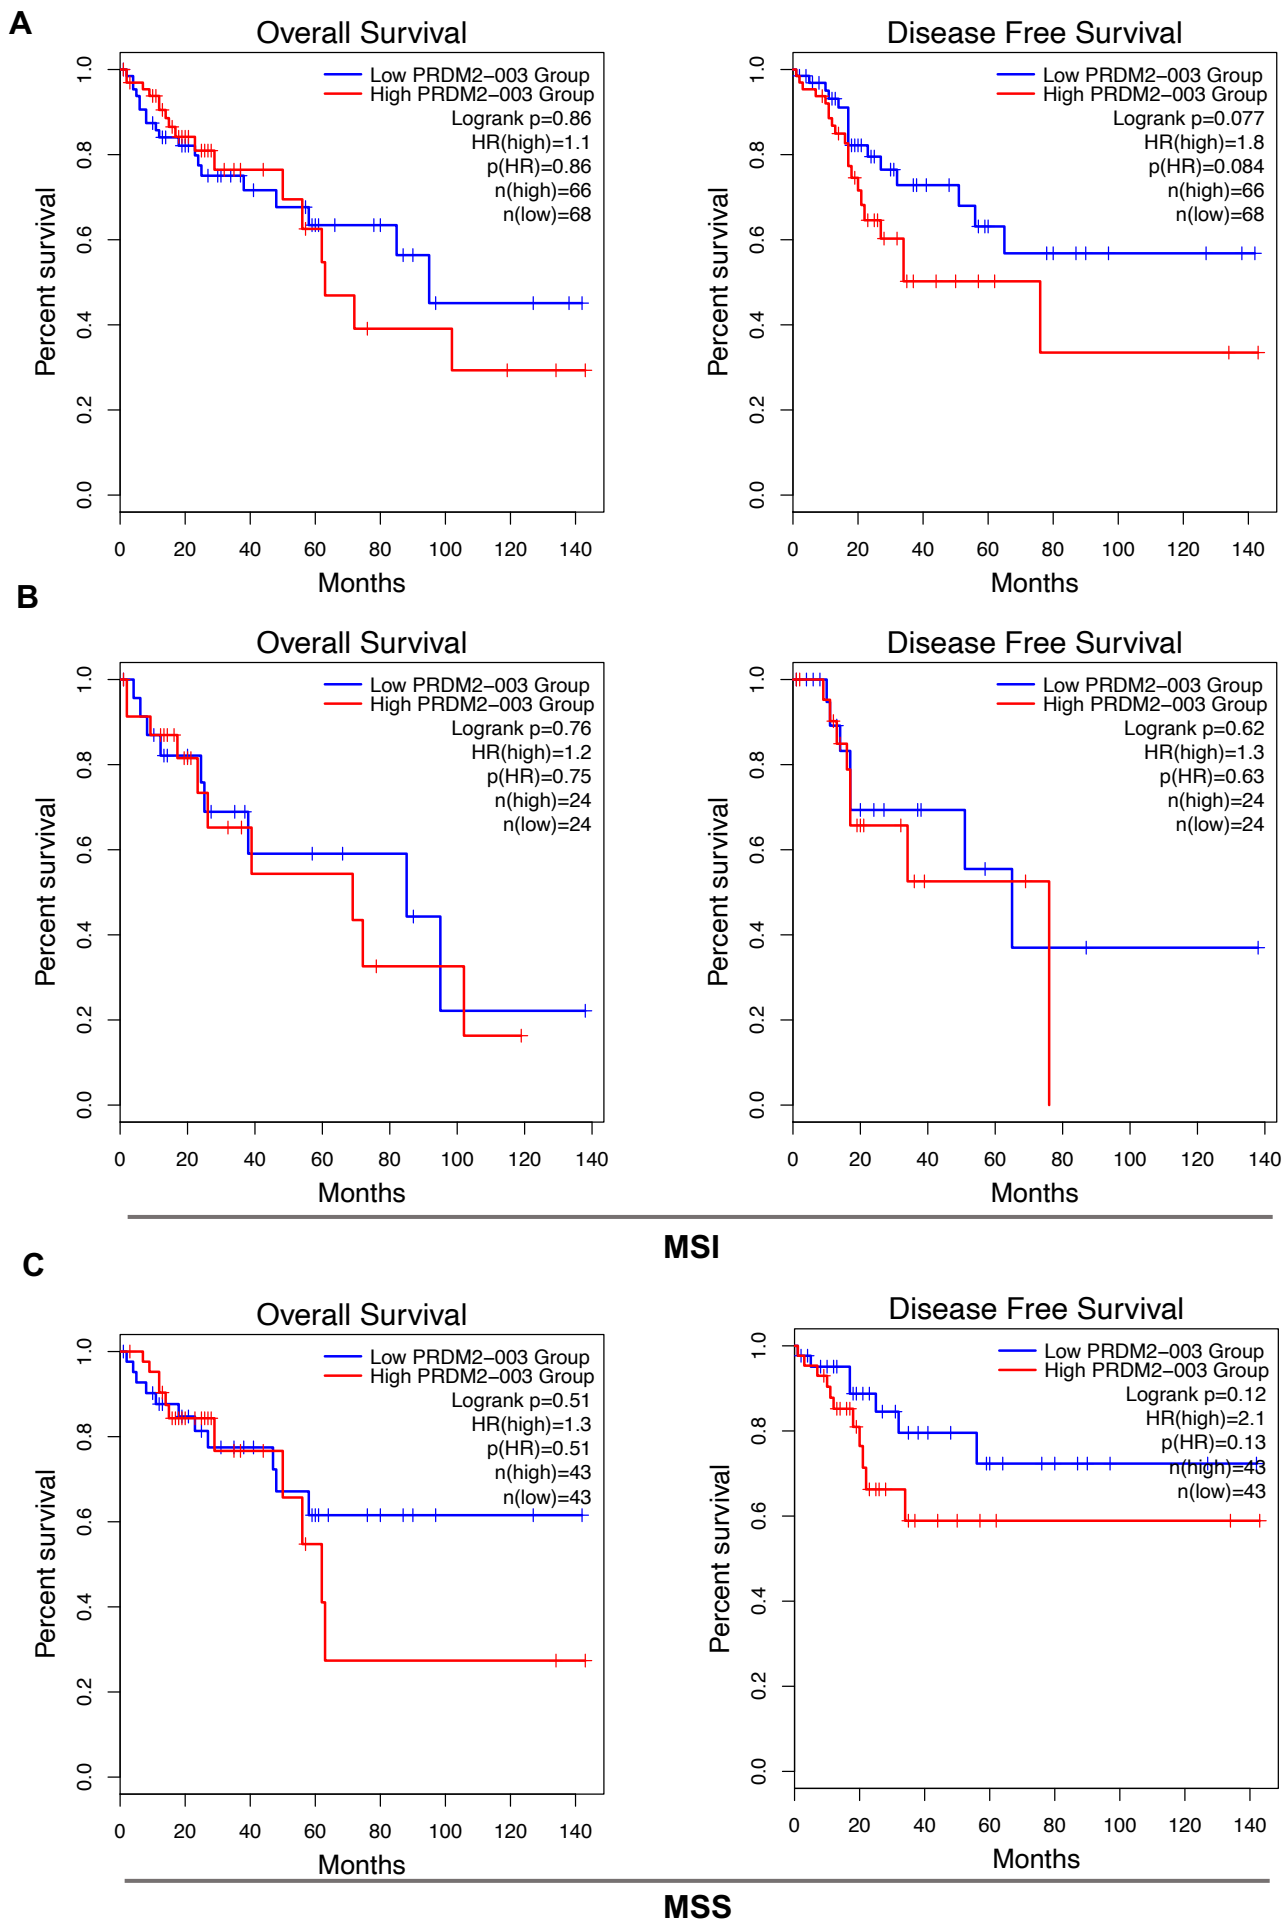 A
Overall Survival
Low PRDM2−003 Group
High PRDM2−003 Group
Logrank p=0.86
HR(high)=1.1
p(HR)=0.86
n(high)=66
n(low)=68
Percent survival
1.0
0.8
0.6
0.4
0.2
0.0
0 20 40 60 80 100 120 140
Months
Disease Free Survival
Low PRDM2−003 Group
High PRDM2−003 Group
Logrank p=0.077
HR(high)=1.8
p(HR)=0.084
n(high)=66
n(low)=68
Percent survival
1.0
0.8
0.6
0.4
0.2
0.0
0 20 40 60 80 100 120 140
Months
B
Overall Survival
Low PRDM2−003 Group
High PRDM2−003 Group
Logrank p=0.76
HR(high)=1.2
p(HR)=0.75
n(high)=24
n(low)=24
Percent survival
1.0
0.8
0.6
0.4
0.2
0.0
0 20 40 60 80 100 120 140
Months
Disease Free Survival
Low PRDM2−003 Group
High PRDM2−003 Group
Logrank p=0.62
HR(high)=1.3
p(HR)=0.63
n(high)=24
n(low)=24
Percent survival
1.0
0.8
0.6
0.4
0.2
0.0
0 20 40 60 80 100 120 140
Months
MSI
C
Overall Survival
Low PRDM2−003 Group
High PRDM2−003 Group
Logrank p=0.51
HR(high)=1.3
p(HR)=0.51
n(high)=43
n(low)=43
Percent survival
1.0
0.8
0.6
0.4
0.2
0.0
0 20 40 60 80 100 120 140
Months
Disease Free Survival
Low PRDM2−003 Group
High PRDM2−003 Group
Logrank p=0.12
HR(high)=2.1
p(HR)=0.13
n(high)=43
n(low)=43
Percent survival
1.0
0.8
0.6
0.4
0.2
0.0
0 20 40 60 80 100 120 140
Months
MSS